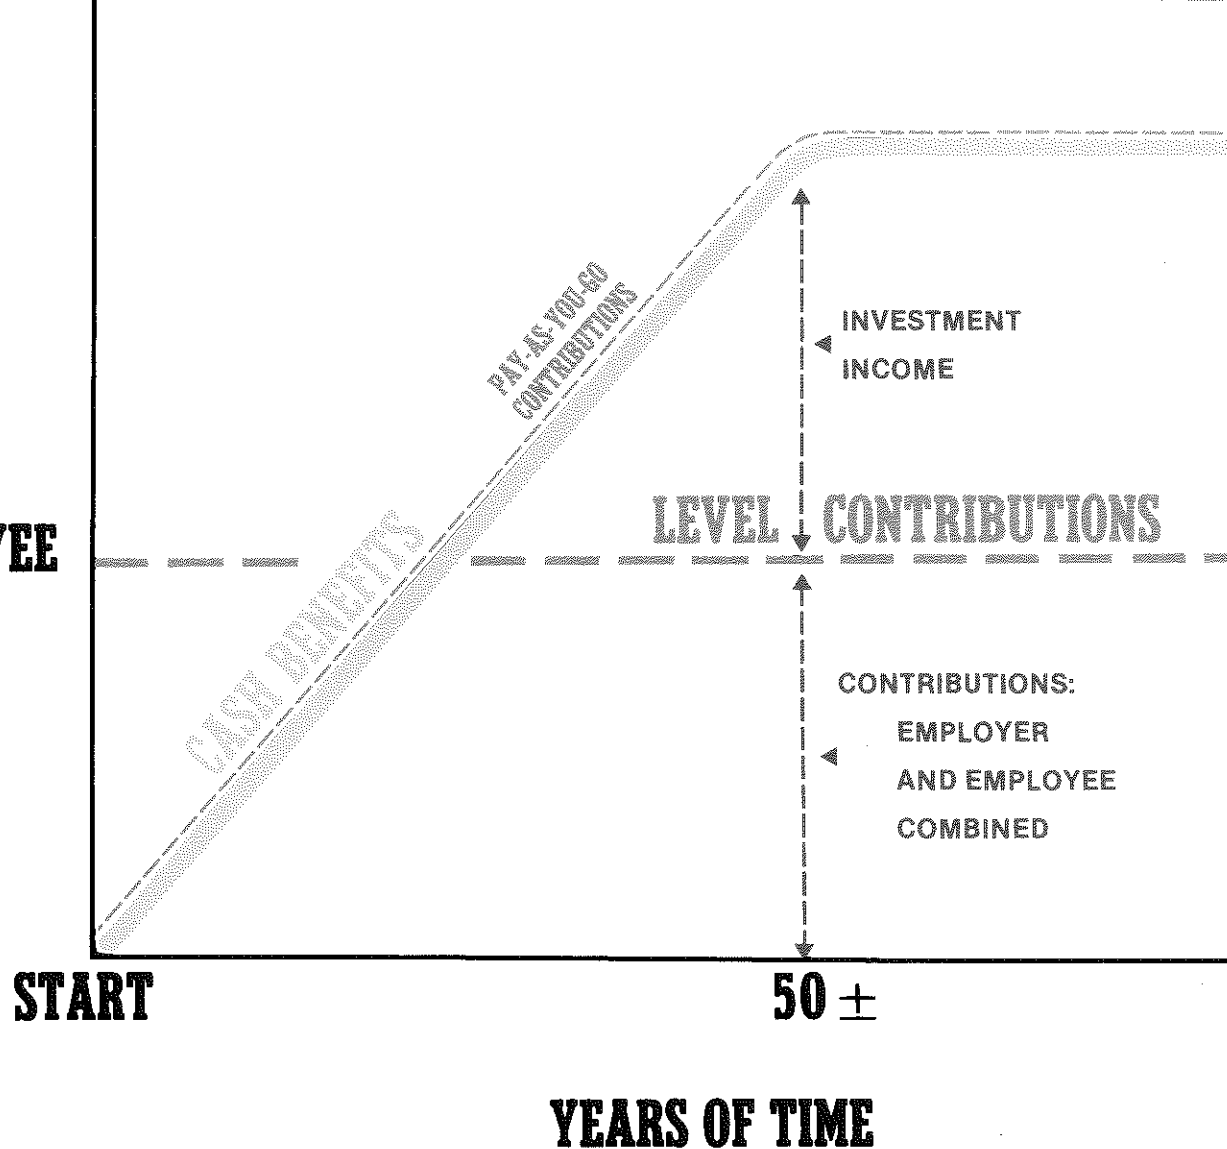 PAY-AS-YOU-GO
CONTRIBUTIONS
INVESTMENT
INCOME
LEVEL CONTRIBUTIONS
YEE
CASH BENEFITS
CONTRIBUTIONS:
EMPLOYER
AND EMPLOYEE
COMBINED
START
50 ±
YEARS OF TIME